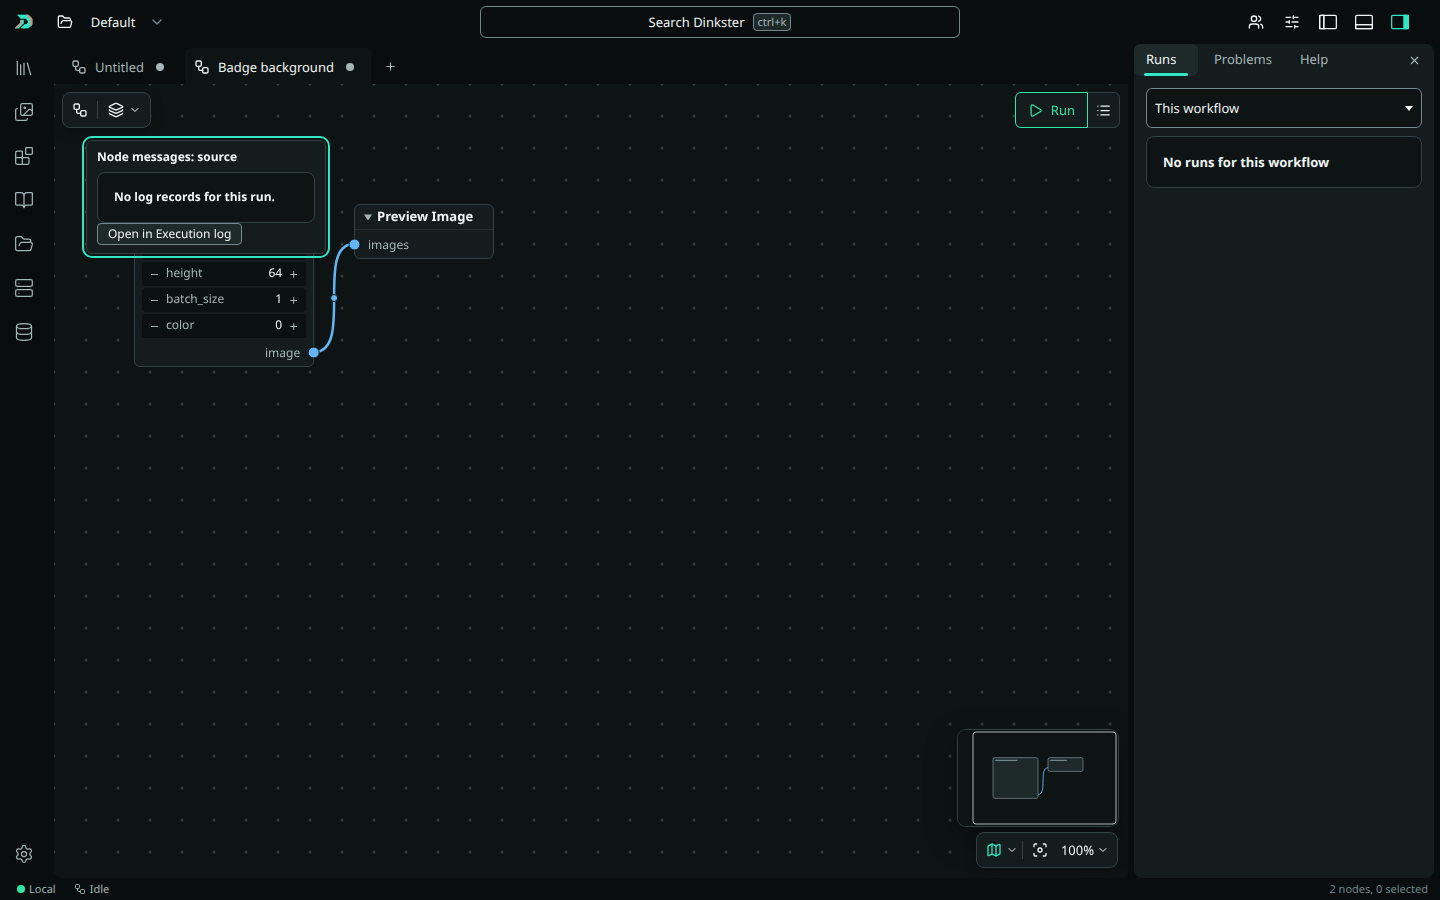 Default
Search Dinkster ctrl+k
Untitled
Badge background
Runs
Problems
Help
Run
This workflow
No runs for this workflow
Node messages: source
No log records for this run.
Open in Execution log
Preview Image
images
height 64
batch_size 1
color 0
image
100%
Local
Idle
2 nodes, 0 selected